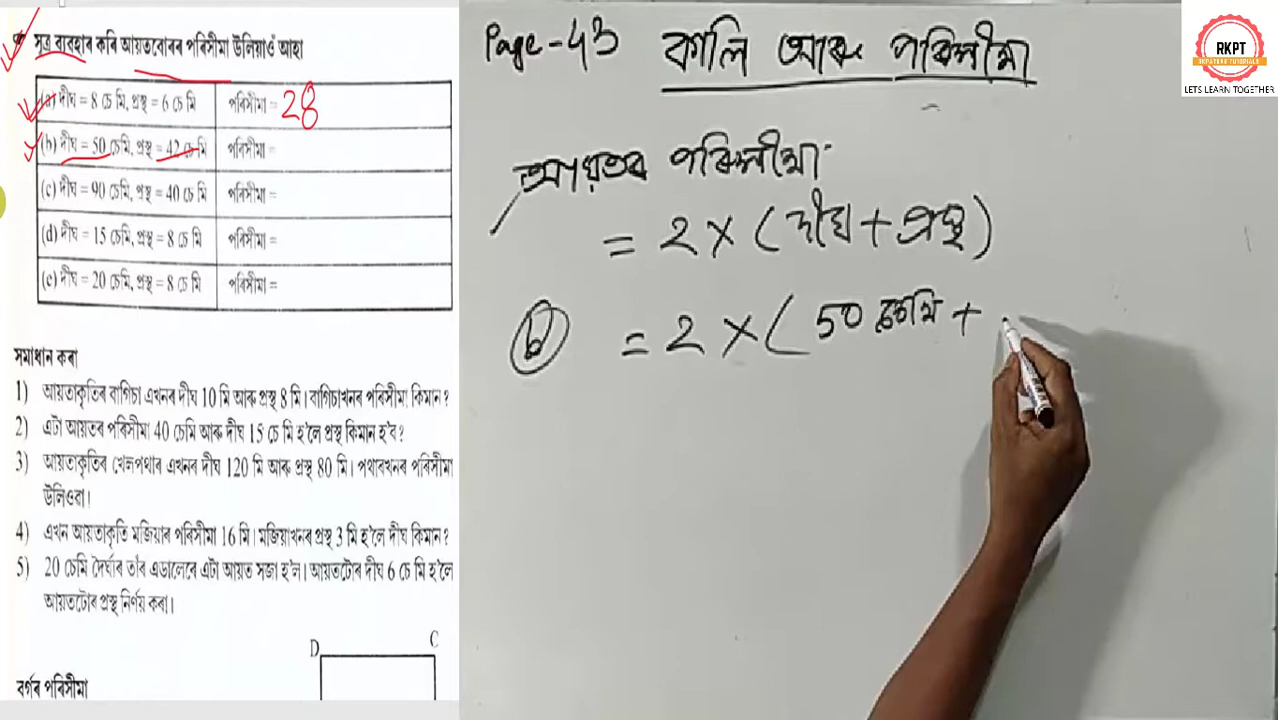 সূত্ৰ ব্যৱহাৰ কৰি আয়তবোৰৰ পৰিসীমা উলিয়াওঁ আহা
(a) দীঘ = 8 চে মি, প্ৰস্থ = 6 চে মি পৰিসীমা = 28
(b) দীঘ = 50 চেমি, প্ৰস্থ = 42 চে মি পৰিসীমা =
(c) দীঘ = 90 চেমি, প্ৰস্থ = 40 চে মি পৰিসীমা =
(d) দীঘ = 15 চেমি, প্ৰস্থ = 8 চে মি পৰিসীমা =
(e) দীঘ = 20 চেমি, প্ৰস্থ = 8 চে মি পৰিসীমা =
সমাধান কৰা
1) আয়তাকৃতিৰ বাগিচা এখনৰ দীঘ 10 মি আৰু প্ৰস্থ 8 মি। বাগিচাখনৰ পৰিসীমা কিমান?
2) এটা আয়তৰ পৰিসীমা 40 চেমি আৰু দীঘ 15 চে মি হ'লে প্ৰস্থ কিমান হ'ব?
3) আয়তাকৃতিৰ খেলপথাৰ এখনৰ দীঘ 120 মি আৰু প্ৰস্থ 80 মি। পথাৰখনৰ পৰিসীমা
উলিওৱা।
4) এখন আয়তাকৃতি মজিয়াৰ পৰিসীমা 16 মি। মজিয়াখনৰ প্ৰস্থ 3 মি হ'লে দীঘ কিমান?
5) 20 চেমি দৈৰ্ঘ্যৰ তাঁৰ এডালেৰে এটা আয়ত সজা হ'ল। আয়তটোৰ দীঘ 6 চে মি হ'লে
আয়তটোৰ প্ৰস্থ নিৰ্ণয় কৰা।
D C
বৰ্গৰ পৰিসীমা
Page-43 কালি আৰু পৰিসীমা
আয়তৰ পৰিসীমা
= 2 × (দীঘ + প্ৰস্থ)
(b) = 2 × ( 50 চেমি +
RKPT
RKPATHAK TUTORIALS
LETS LEARN TOGETHER